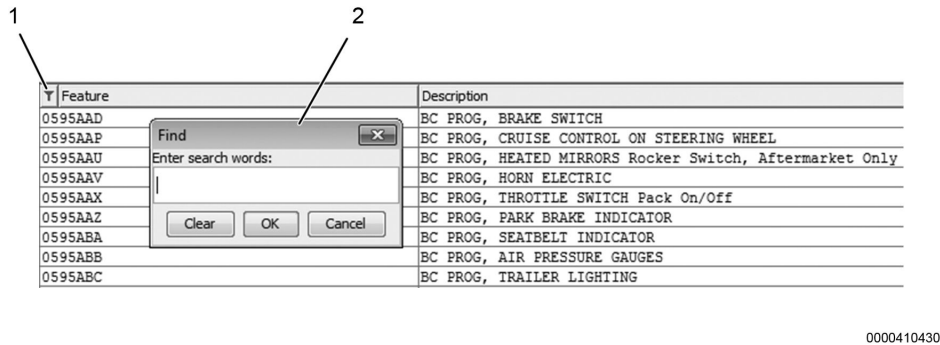 1
2
Feature Description
0595AAD BC PROG, BRAKE SWITCH
0595AAP BC PROG, CRUISE CONTROL ON STEERING WHEEL
0595AAU BC PROG, HEATED MIRRORS Rocker Switch, Aftermarket Only
0595AAV BC PROG, HORN ELECTRIC
0595AAX BC PROG, THROTTLE SWITCH Pack On/Off
0595AAZ BC PROG, PARK BRAKE INDICATOR
0595ABA BC PROG, SEATBELT INDICATOR
0595ABB BC PROG, AIR PRESSURE GAUGES
0595ABC BC PROG, TRAILER LIGHTING
Find
Enter search words:
Clear OK Cancel
0000410430